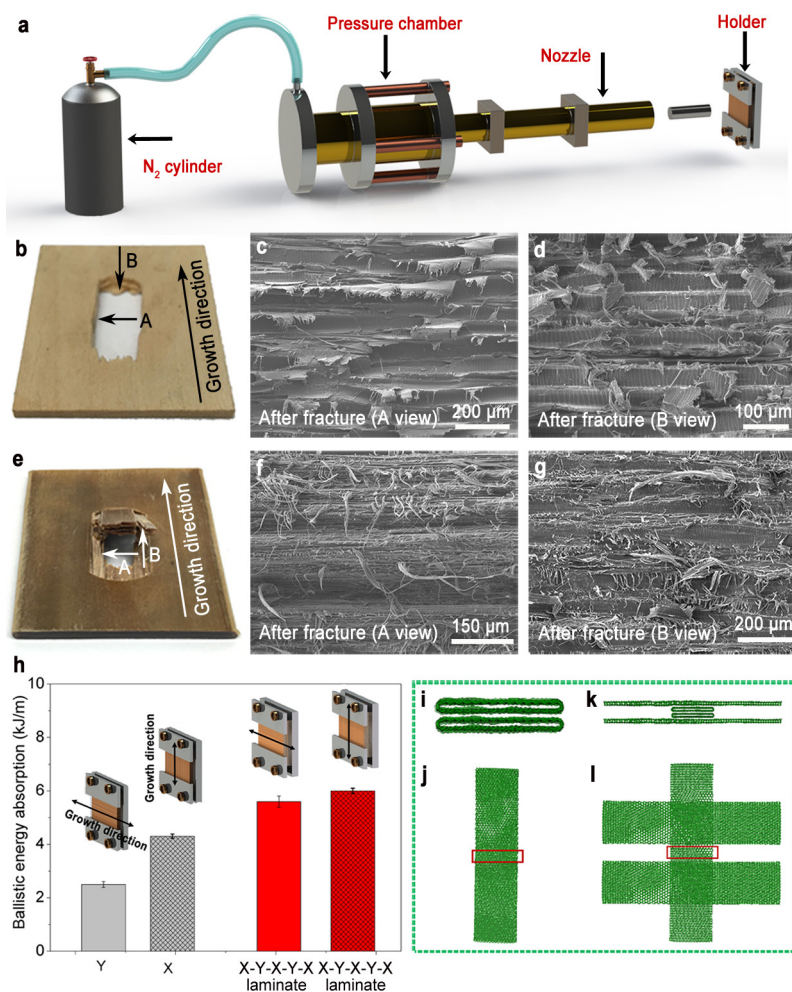 a
Pressure chamber
Holder
Nozzle
N₂ cylinder
b
B
A
Growth direction
c
After fracture (A view)
200 μm
d
After fracture (B view)
100 μm
e
A
B
Growth direction
f
After fracture (A view)
150 μm
g
After fracture (B view)
200 μm
h
Ballistic energy absorption (kJ/m)
10
8
6
4
2
0
Growth direction
Growth direction
Y
X
X-Y-X-Y-X
laminate
X-Y-X-Y-X
laminate
i
k
j
l